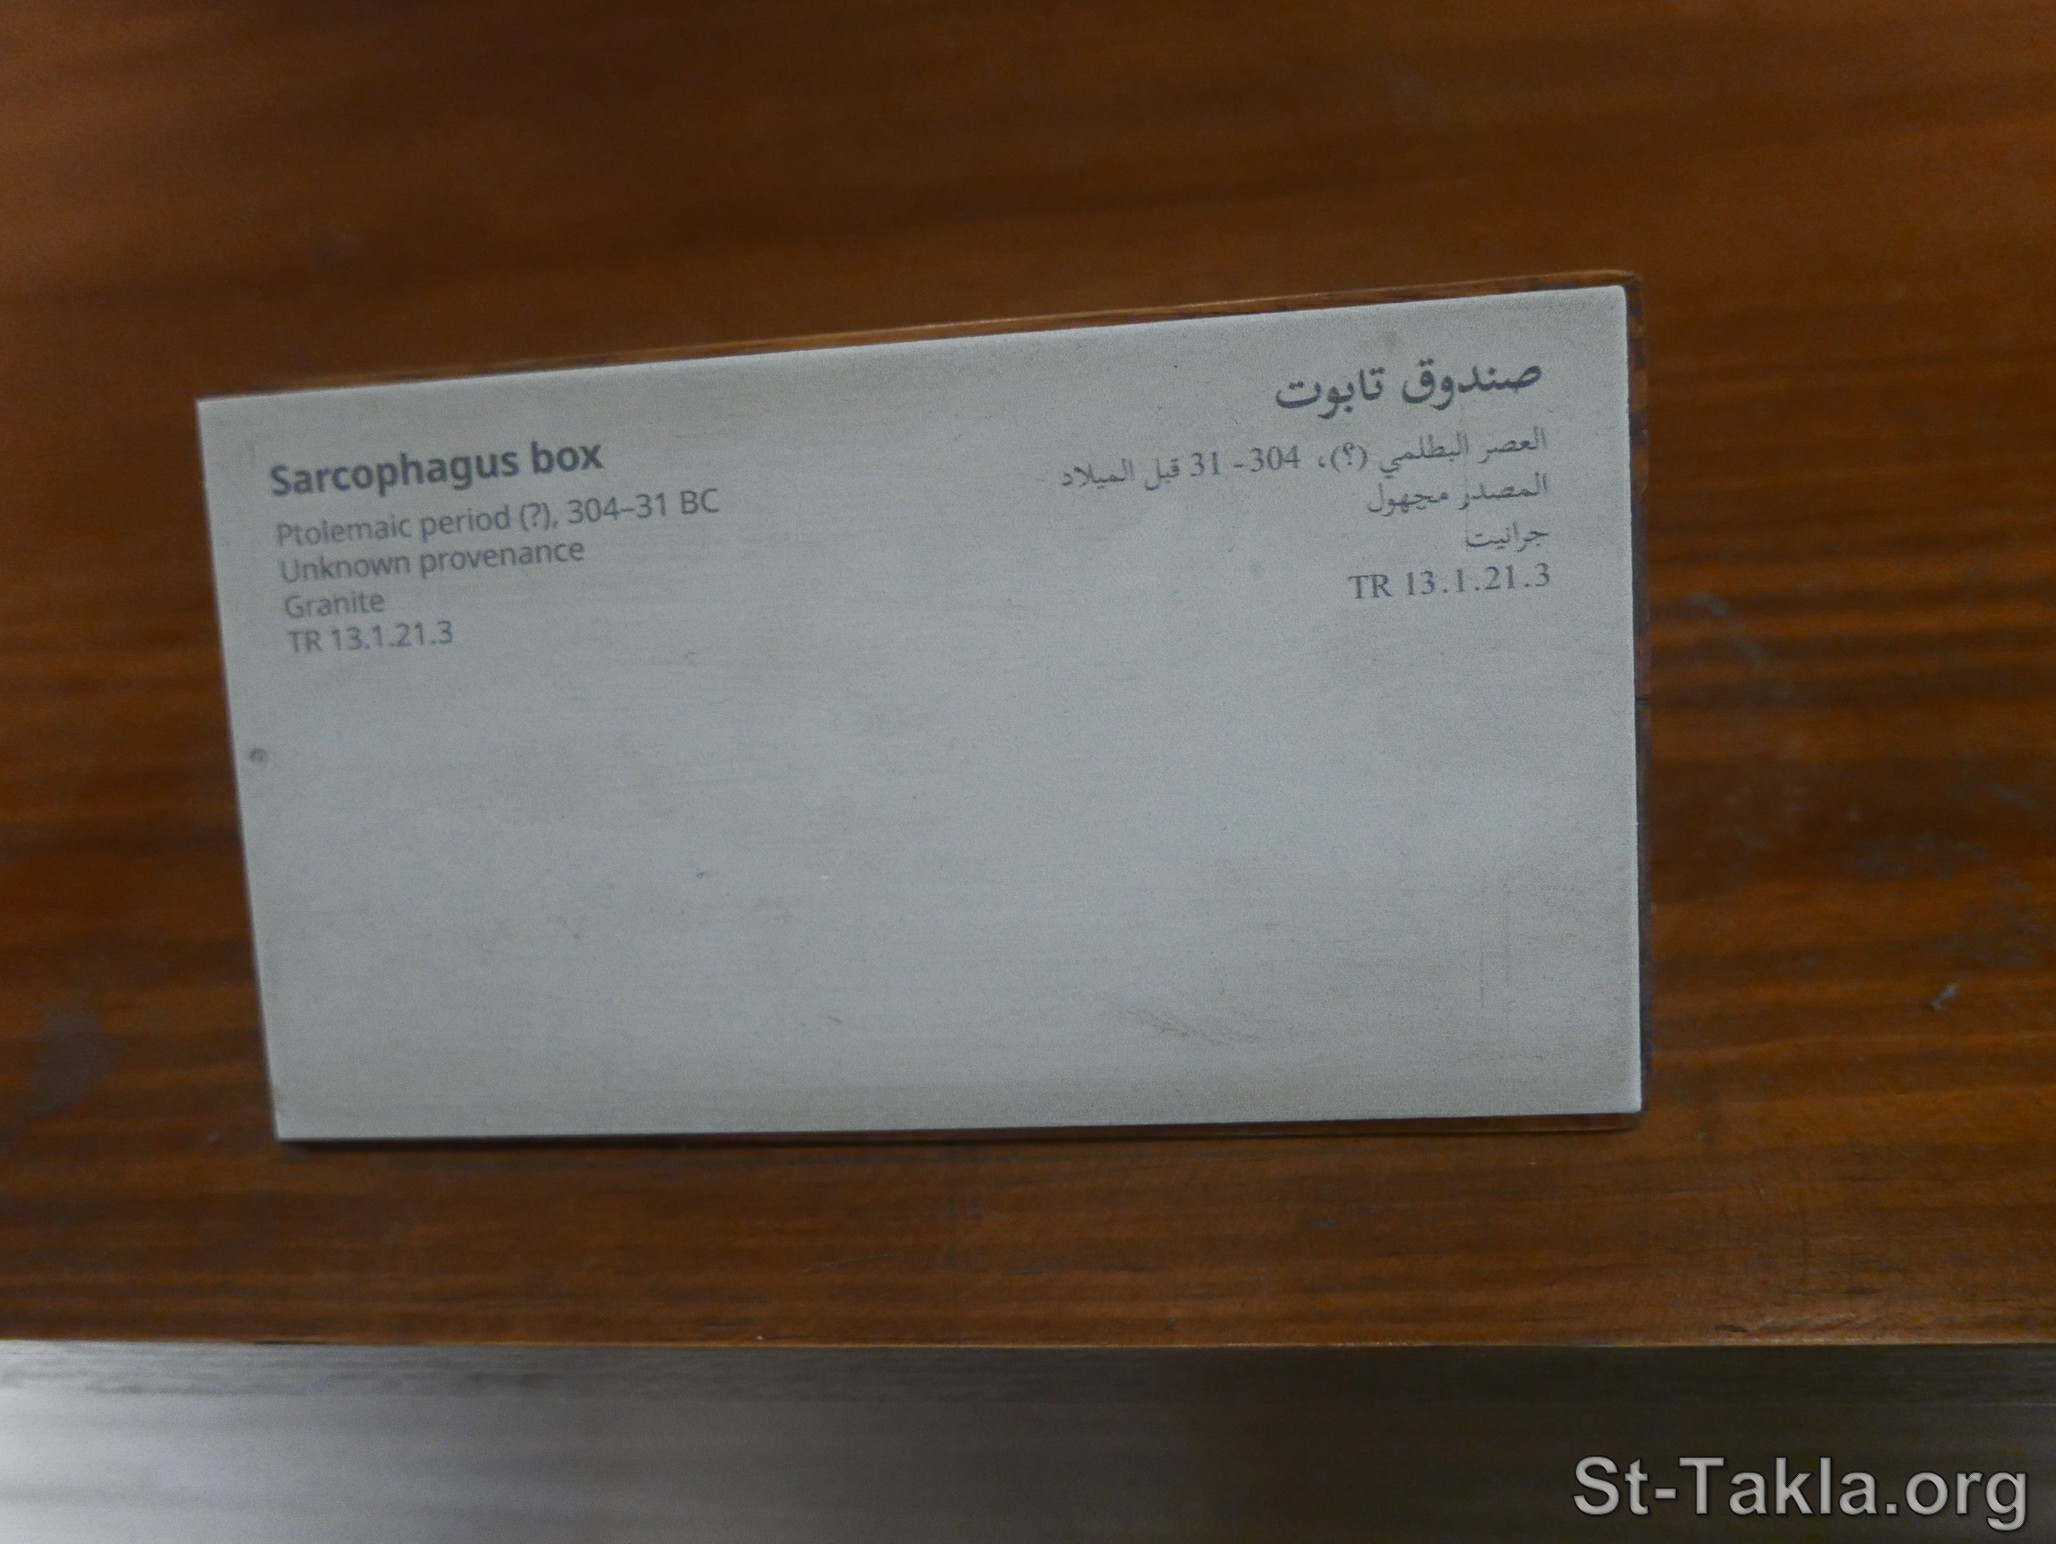 Sarcophagus box
Ptolemaic period (?), 304–31 BC
Unknown provenance
Granite
TR 13.1.21.3
صندوق تابوت
العصر البطلمي (؟)، 304- 31 قبل الميلاد
المصدر مجهول
جرانيت
TR 13.1.21.3
St-Takla.org